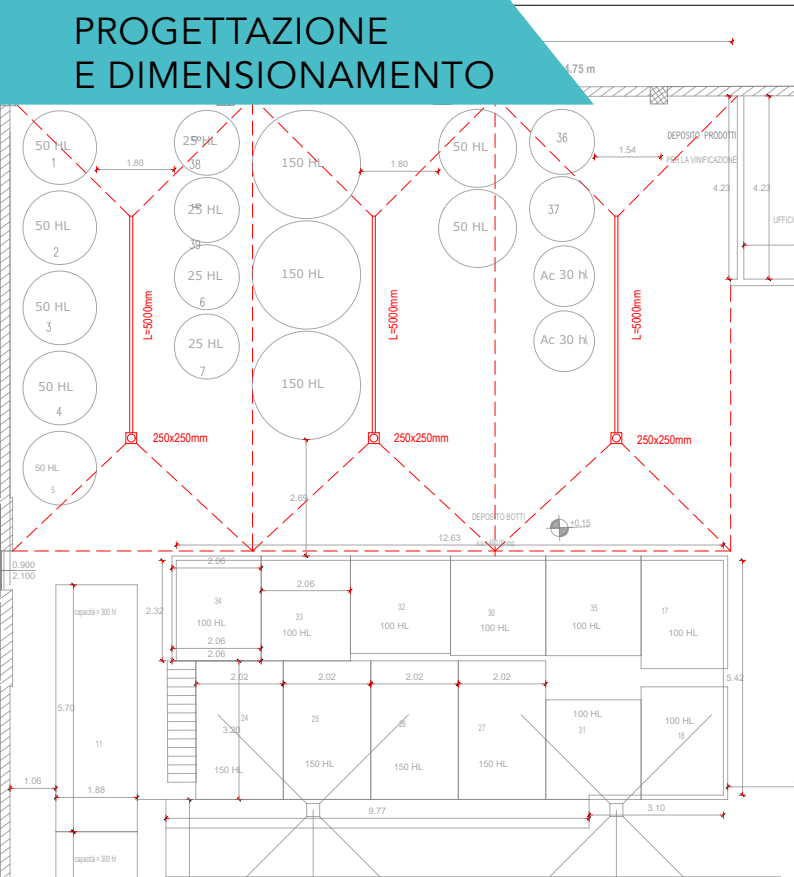 PROGETTAZIONE
E DIMENSIONAMENTO
4.75 m
50 HL
1
25 HL
38
150 HL
50 HL
36
DEPOSITO PRODOTTI
PER LA VINIFICAZIONE
1.80
1.80
1.54
4.23
4.23
50 HL
2
25 HL
39
50 HL
37
UFFICI
150 HL
25 HL
6
Ac 30 hl
50 HL
3
L=5000mm
L=5000mm
L=5000mm
25 HL
7
Ac 30 hl
50 HL
4
150 HL
250x250mm
250x250mm
250x250mm
50 HL
5
2.69
DEPOSITO BOTTI
+0.15
12.63
0.900
2.100
2.06
2.06
capacità = 300 hl
2.32
34
100 HL
33
100 HL
32
100 HL
30
100 HL
35
100 HL
17
100 HL
2.06
2.06
2.02
2.02
2.02
2.02
5.42
5.70
11
24
3.20
150 HL
25
150 HL
26
150 HL
27
150 HL
100 HL
31
100 HL
18
1.06
1.88
9.77
3.10
capacità = 300 hl